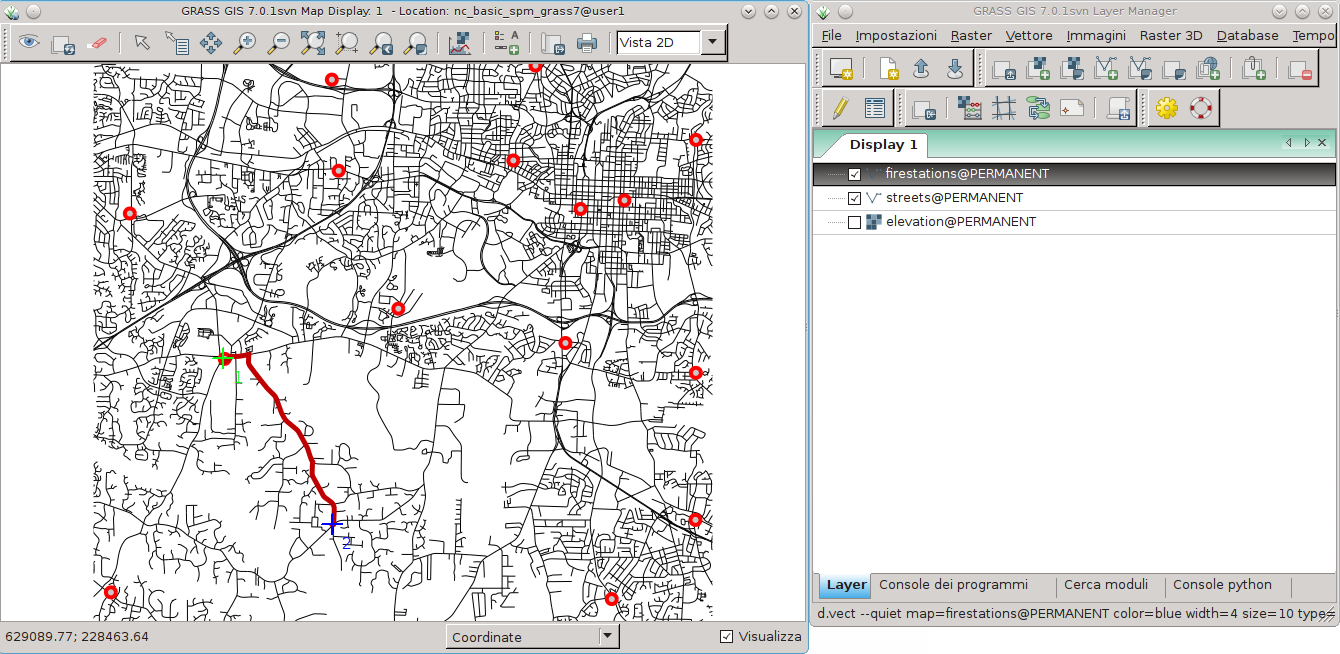 GRASS GIS 7.0.1svn Map Display: 1 - Location: nc_basic_spm_grass7@user1
Vista 2D
1
2
629089.77; 228463.64
Coordinate
Visualizza
GRASS GIS 7.0.1svn Layer Manager
File Impostazioni Raster Vettore Immagini Raster 3D Database Tempo
Display 1
firestations@PERMANENT
streets@PERMANENT
elevation@PERMANENT
Layer Console dei programmi Cerca moduli Console python
d.vect --quiet map=firestations@PERMANENT color=blue width=4 size=10 type=